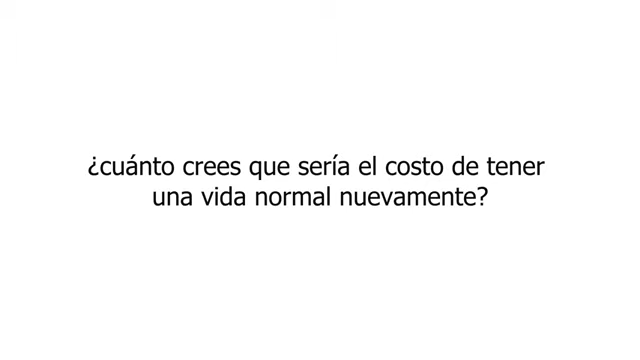 ¿cuánto crees que sería el costo de tener
una vida normal nuevamente?